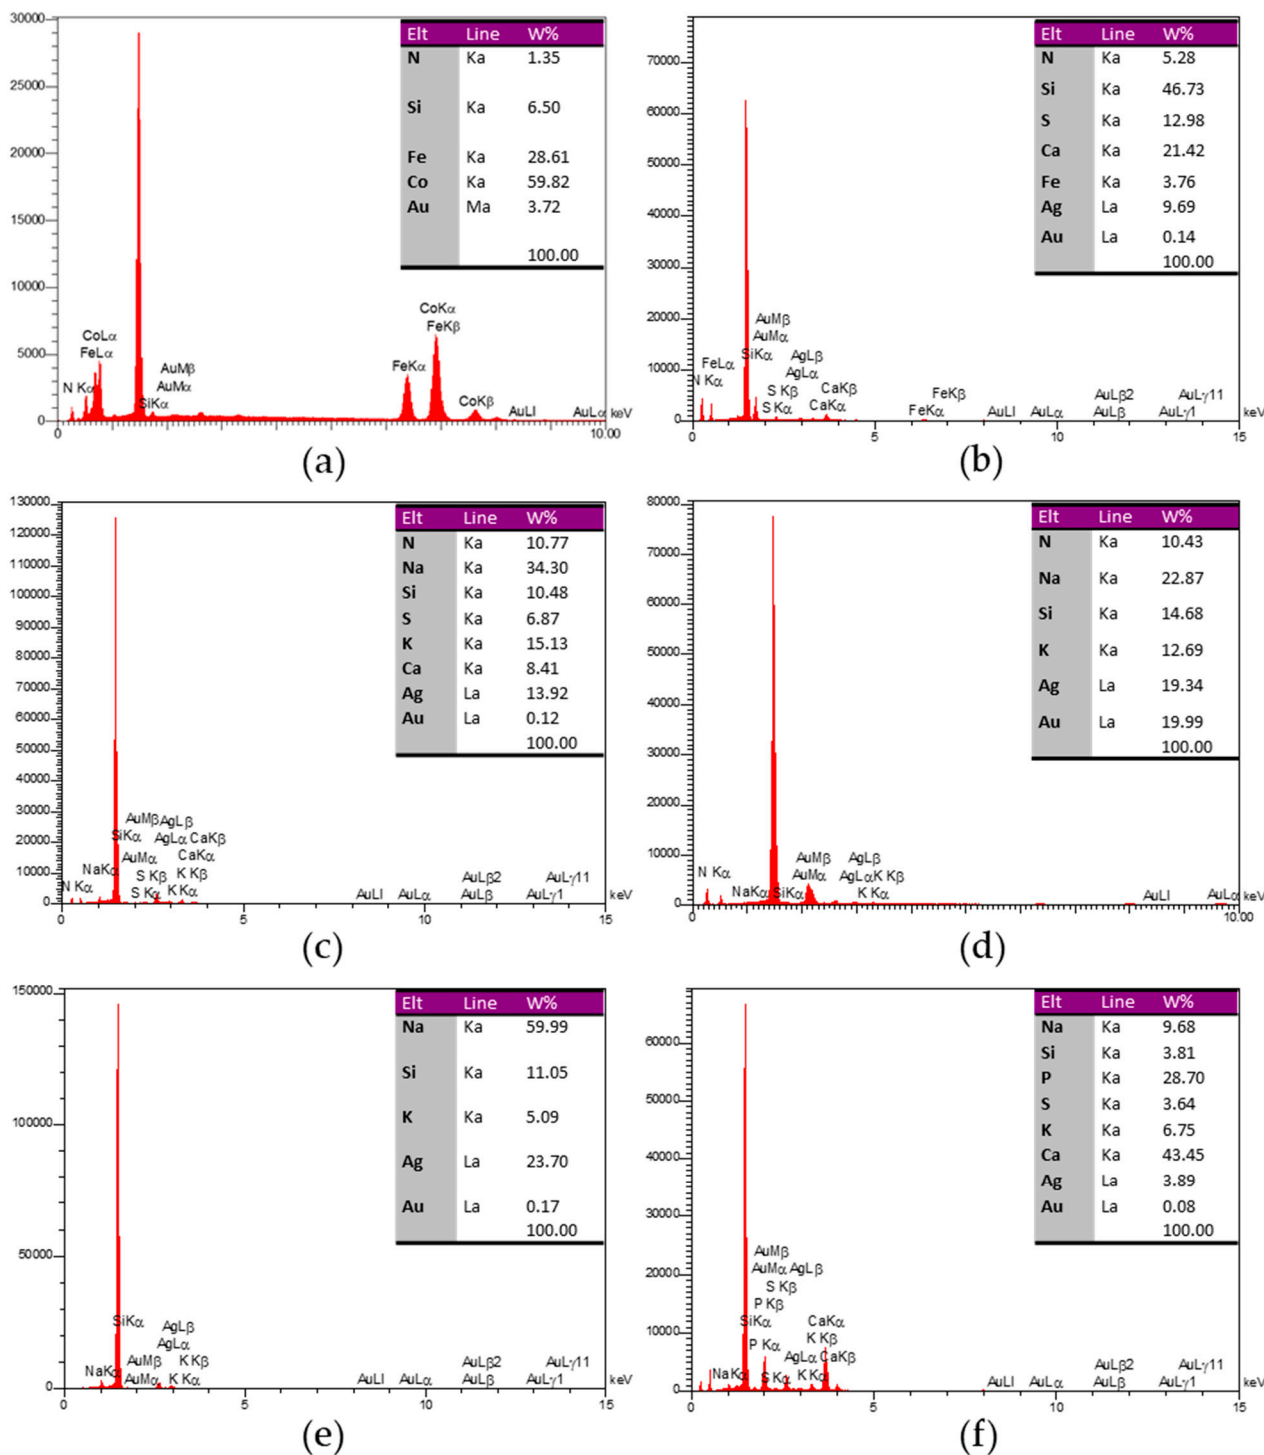 30000
25000
20000
15000
10000
5000
0
Elt Line W%
N Ka 1.35
Si Ka 6.50
Fe Ka 28.61
Co Ka 59.82
Au Ma 3.72
100.00
CoKα
FeKβ
CoLα
FeLα
FeKα
AuMβ
AuMα
N Kα
SiKα
CoKβ
AuLl
AuLα
keV
0 10.00
(a)
70000
60000
50000
40000
30000
20000
10000
0
Elt Line W%
N Ka 5.28
Si Ka 46.73
S Ka 12.98
Ca Ka 21.42
Fe Ka 3.76
Ag La 9.69
Au La 0.14
100.00
AuMβ
AuMα
FeLα
SiKα
AgLβ
N Kα
AgLα
S Kβ
CaKβ
FeKβ
AuLβ2
AuLγ11
S Kα
CaKα
FeKα
AuLl
AuLα
AuLβ
AuLγ1
keV
0 5 10 15
(b)
130000
120000
110000
100000
90000
80000
70000
60000
50000
40000
30000
20000
10000
0
Elt Line W%
N Ka 10.77
Na Ka 34.30
Si Ka 10.48
S Ka 6.87
K Ka 15.13
Ca Ka 8.41
Ag La 13.92
Au La 0.12
100.00
AuMβ AgLβ
SiKα AgLα CaKβ
AuMα CaKα
NaKα S Kβ K Kβ
N Kα S Kα K Kα
AuLβ2 AuLγ11
AuLl AuLα AuLβ AuLγ1
keV
0 5 10 15
(c)
80000
70000
60000
50000
40000
30000
20000
10000
0
Elt Line W%
N Ka 10.43
Na Ka 22.87
Si Ka 14.68
K Ka 12.69
Ag La 19.34
Au La 19.99
100.00
AuMβ AgLβ
N Kα AuMα AgLα K Kβ
NaKα SiKα K Kα AuLl AuLα
keV
0 10.00
(d)
150000
100000
50000
0
Elt Line W%
Na Ka 59.99
Si Ka 11.05
K Ka 5.09
Ag La 23.70
Au La 0.17
100.00
SiKα AgLβ
AgLα
AuMβ K Kβ
NaKα AuMα K Kα
AuLβ2 AuLγ11
AuLl AuLα AuLβ AuLγ1
keV
0 5 10 15
(e)
60000
50000
40000
30000
20000
10000
0
Elt Line W%
Na Ka 9.68
Si Ka 3.81
P Ka 28.70
S Ka 3.64
K Ka 6.75
Ca Ka 43.45
Ag La 3.89
Au La 0.08
100.00
AuMβ
AuMα AgLβ
S Kβ
P Kβ
SiKα CaKα
K Kβ
P Kα
AgLα CaKβ
NaKα S Kα K Kα
AuLβ2 AuLγ11
AuLl AuLα AuLβ AuLγ1
keV
0 5 10 15
(f)